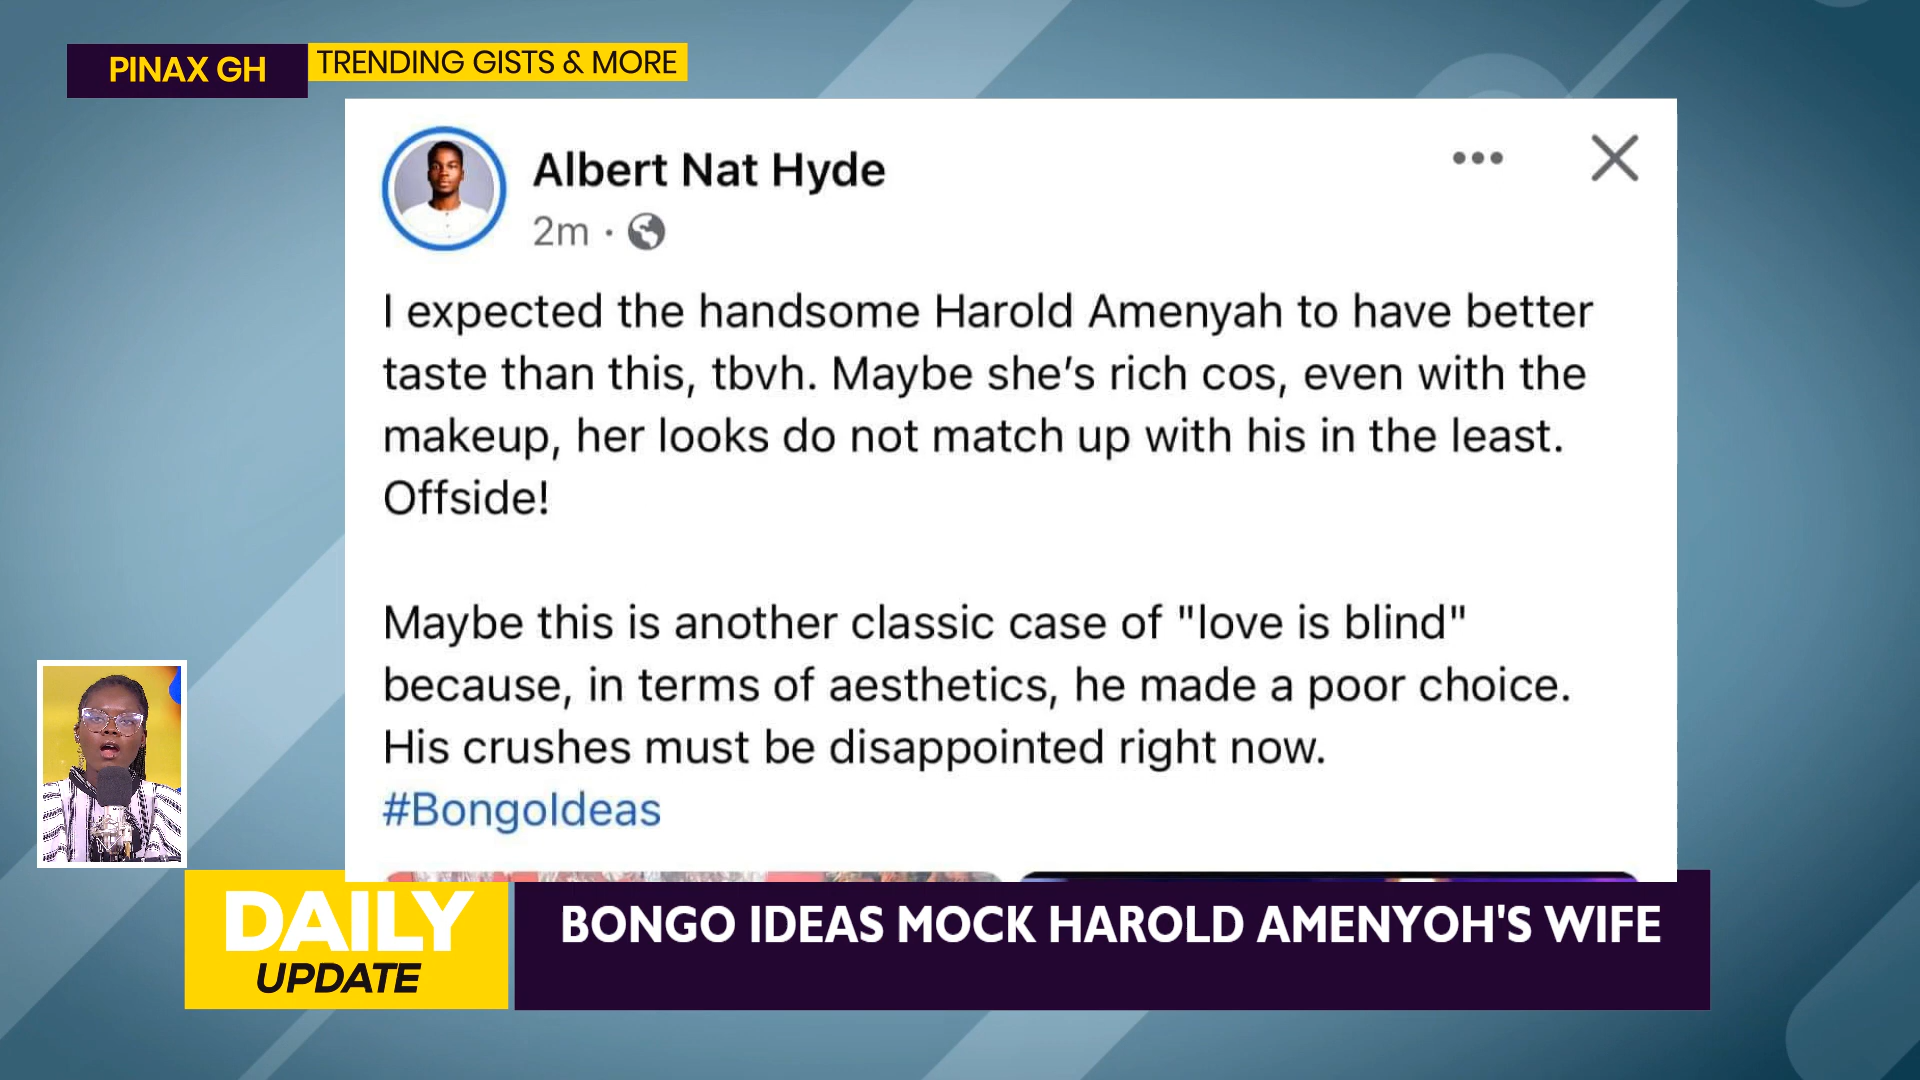 PINAX GH
TRENDING GISTS & MORE
Albert Nat Hyde
2m ·
I expected the handsome Harold Amenyah to have better
taste than this, tbvh. Maybe she’s rich cos, even with the
makeup, her looks do not match up with his in the least.
Offside!
Maybe this is another classic case of "love is blind"
because, in terms of aesthetics, he made a poor choice.
His crushes must be disappointed right now.
#BongoIdeas
DAILY
UPDATE
BONGO IDEAS MOCK HAROLD AMENYOH'S WIFE